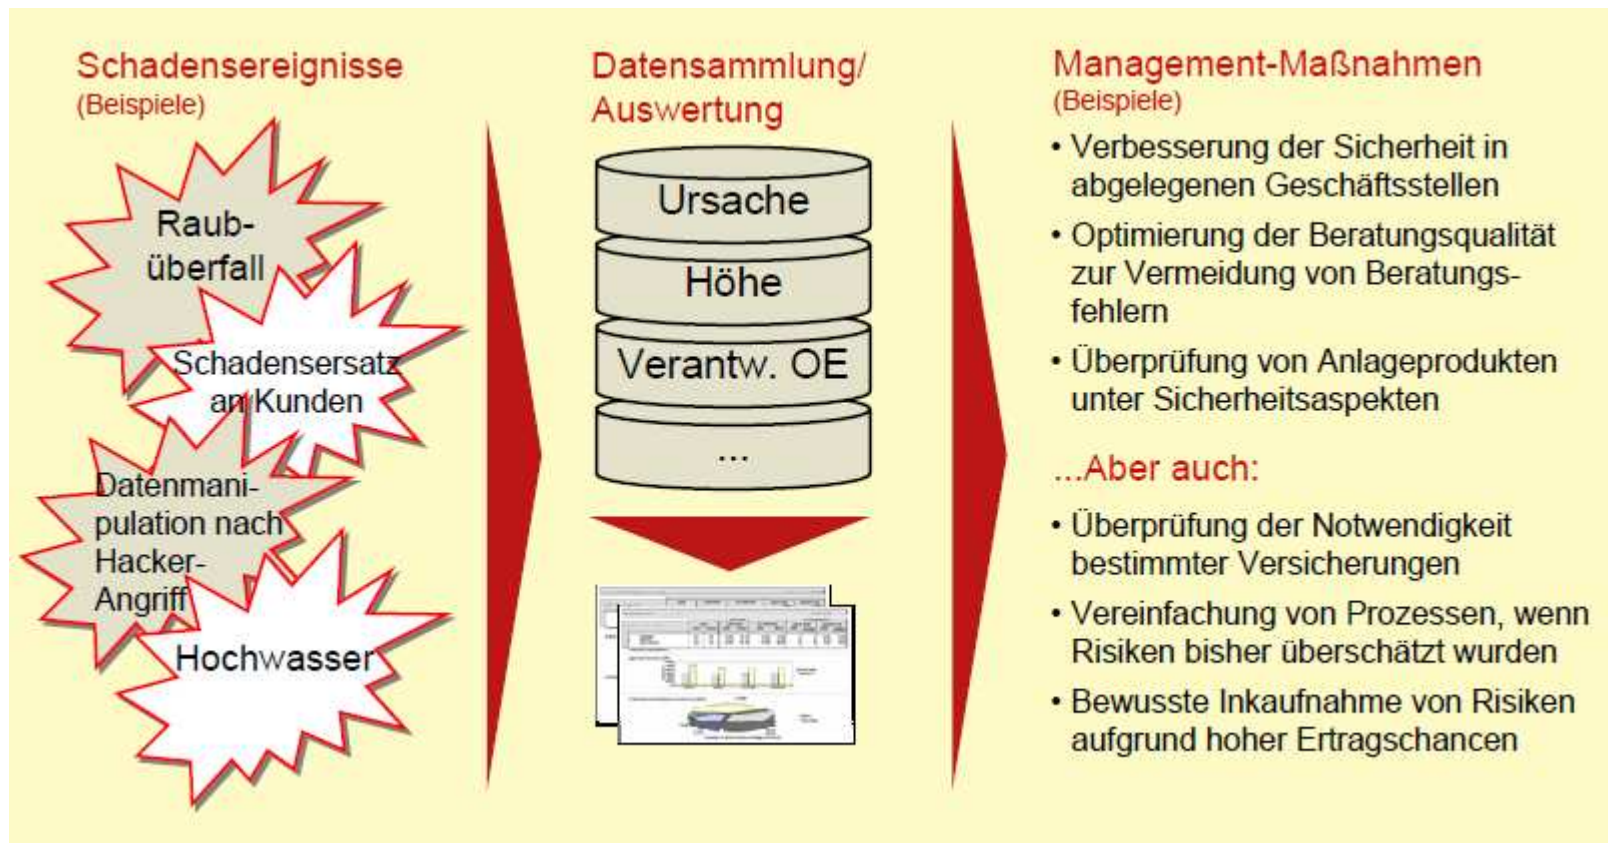 Schadensereignisse
(Beispiele)
Raub-
überfall
Schadensersatz
an Kunden
Datenmani-
pulation nach
Hacker-
Angriff
Hochwasser
Datensammlung/
Auswertung
Ursache
Höhe
Verantw. OE
...
Management-Maßnahmen
(Beispiele)
• Verbesserung der Sicherheit in
abgelegenen Geschäftsstellen
• Optimierung der Beratungsqualität
zur Vermeidung von Beratungs-
fehlern
• Überprüfung von Anlageprodukten
unter Sicherheitsaspekten
...Aber auch:
• Überprüfung der Notwendigkeit
bestimmter Versicherungen
• Vereinfachung von Prozessen, wenn
Risiken bisher überschätzt wurden
• Bewusste Inkaufnahme von Risiken
aufgrund hoher Ertragschancen